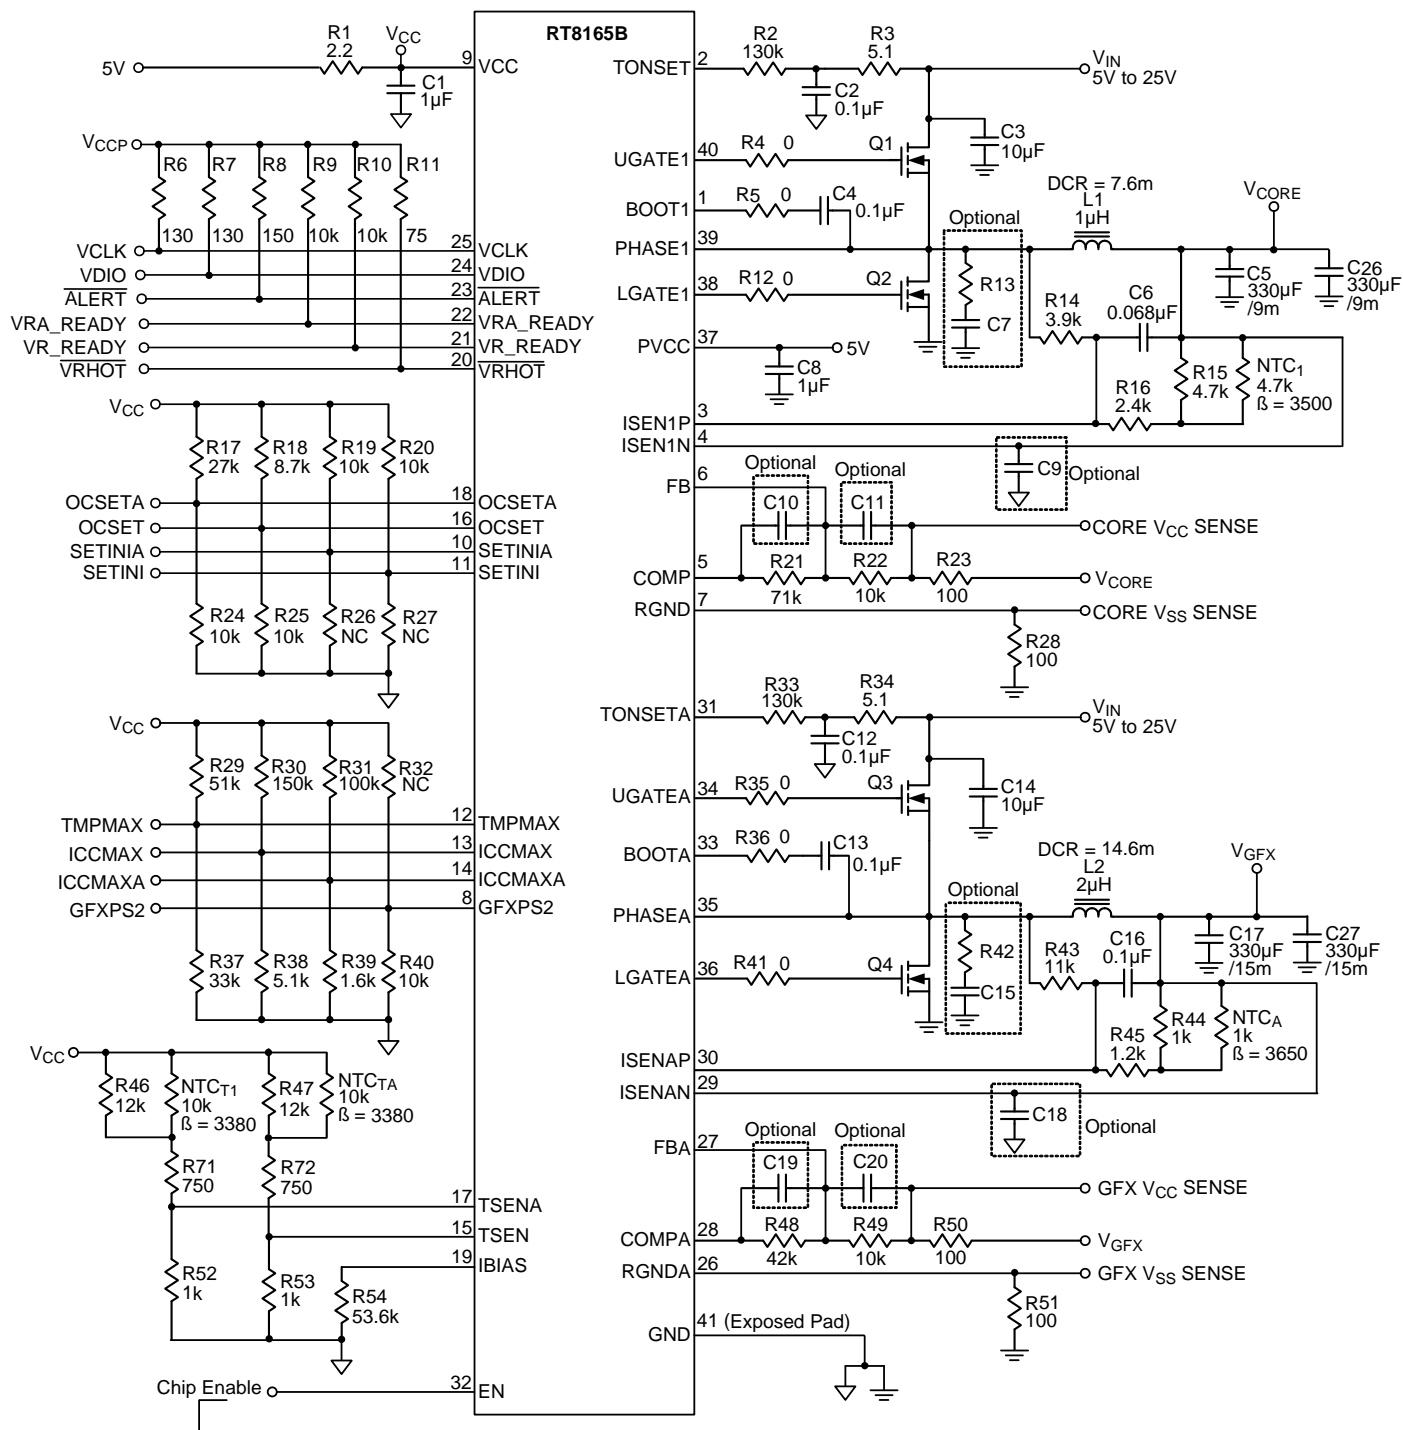 RT8165B
5V
R1
2.2
VCC
C1
1µF
9
VCC
VCCP
R6
R7
R8
R9
R10
R11
130
130
150
10k
10k
75
VCLK
25
VCLK
VDIO
24
VDIO
ALERT
23
ALERT
VRA_READY
22
VRA_READY
VR_READY
21
VR_READY
VRHOT
20
VRHOT
VCC
R17
27k
R18
8.7k
R19
10k
R20
10k
OCSETA
18
OCSETA
OCSET
16
OCSET
SETINIA
10
SETINIA
SETINI
11
SETINI
R24
10k
R25
10k
R26
NC
R27
NC
VCC
R29
51k
R30
150k
R31
100k
R32
NC
TMPMAX
12
TMPMAX
ICCMAX
13
ICCMAX
ICCMAXA
14
ICCMAXA
GFXPS2
8
GFXPS2
R37
33k
R38
5.1k
R39
1.6k
R40
10k
VCC
R46
12k
NTCT1
10k
ß = 3380
R47
12k
NTCTA
10k
ß = 3380
R71
750
R72
750
17
TSENA
15
TSEN
19
IBIAS
R52
1k
R53
1k
R54
53.6k
Chip Enable
32
EN
TONSET
2
R2
130k
R3
5.1
VIN
5V to 25V
C2
0.1µF
C3
10µF
UGATE1
40
R4 0
Q1
BOOT1
1
R5 0
C4
0.1µF
PHASE1
39
Optional
R13
C7
DCR = 7.6m
L1
1µH
VCORE
C5
330µF
/9m
C26
330µF
/9m
LGATE1
38
R12 0
Q2
R14
3.9k
C6
0.068µF
PVCC
37
5V
C8
1µF
R15
4.7k
NTC1
4.7k
ß = 3500
R16
2.4k
ISEN1P
3
ISEN1N
4
C9
Optional
FB
6
Optional
C10
Optional
C11
CORE VCC SENSE
COMP
5
R21
71k
R22
10k
R23
100
VCORE
RGND
7
CORE VSS SENSE
R28
100
TONSETA
31
R33
130k
R34
5.1
VIN
5V to 25V
C12
0.1µF
C14
10µF
UGATEA
34
R35 0
Q3
BOOTA
33
R36 0
C13
0.1µF
PHASEA
35
Optional
R42
C15
DCR = 14.6m
L2
2µH
VGFX
C17
330µF
/15m
C27
330µF
/15m
LGATEA
36
R41 0
Q4
R43
11k
C16
0.1µF
R44
1k
NTCA
1k
ß = 3650
R45
1.2k
ISENAP
30
ISENAN
29
C18
Optional
FBA
27
Optional
C19
Optional
C20
GFX VCC SENSE
COMPA
28
R48
42k
R49
10k
R50
100
VGFX
RGNDA
26
GFX VSS SENSE
R51
100
GND
41 (Exposed Pad)